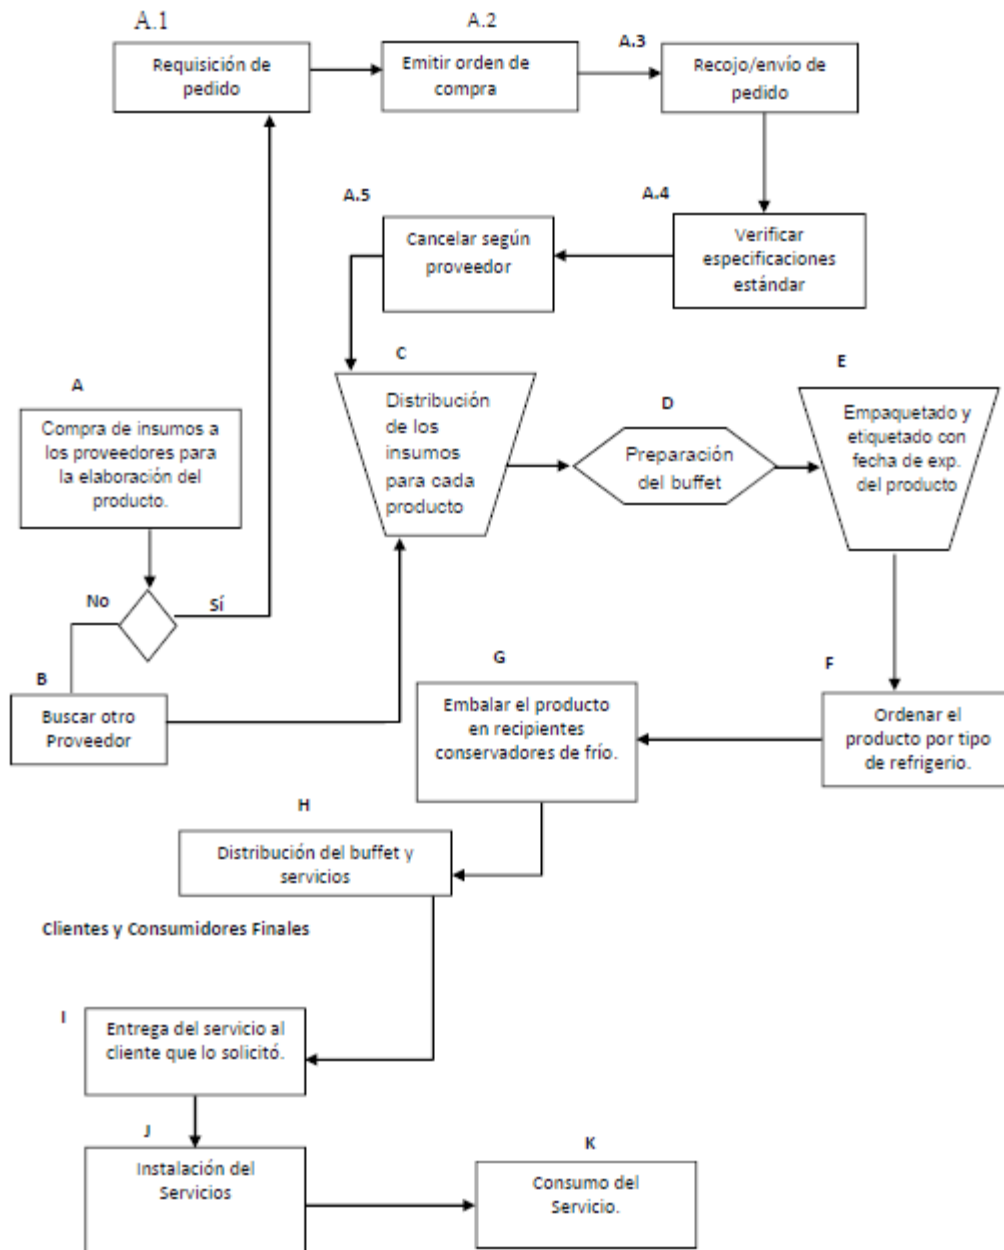 A.1
Requisición de
pedido
A.2
Emitir orden de
compra
A.3
Recojo/envío de
pedido
A.4
Verificar
especificaciones
estándar
A.5
Cancelar según
proveedor
A
Compra de insumos a
los proveedores para
la elaboración del
producto.
No
Sí
B
Buscar otro
Proveedor
C
Distribución
de los
insumos
para cada
producto
D
Preparación
del buffet
E
Empaquetado y
etiquetado con
fecha de exp.
del producto
F
Ordenar el
producto por tipo
de refrigerio.
G
Embalar el producto
en recipientes
conservadores de frío.
H
Distribución del buffet y
servicios
Clientes y Consumidores Finales
I
Entrega del servicio al
cliente que lo solicitó.
J
Instalación del
Servicios
K
Consumo del
Servicio.